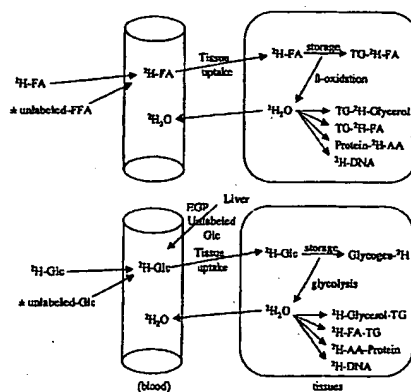 ²H-FA
± unlabeled-FFA
²H-FA
²H₂O
Tissue
uptake
²H-FA
storage
TG-²H-FA
ß-oxidation
²H₂O
TG-²H-Glycerol
TG-²H-FA
Protein-²H-AA
²H-DNA
EGP
Liver
Unlabeled
Glc
²H-Glc
± unlabeled-Glc
²H-Glc
²H₂O
Tissue
uptake
²H-Glc
storage
Glycogen-²H
glycolysis
²H₂O
²H-Glycerol-TG
²H-FA-TG
²H-AA-Protein
²H-DNA
(blood)
tissues